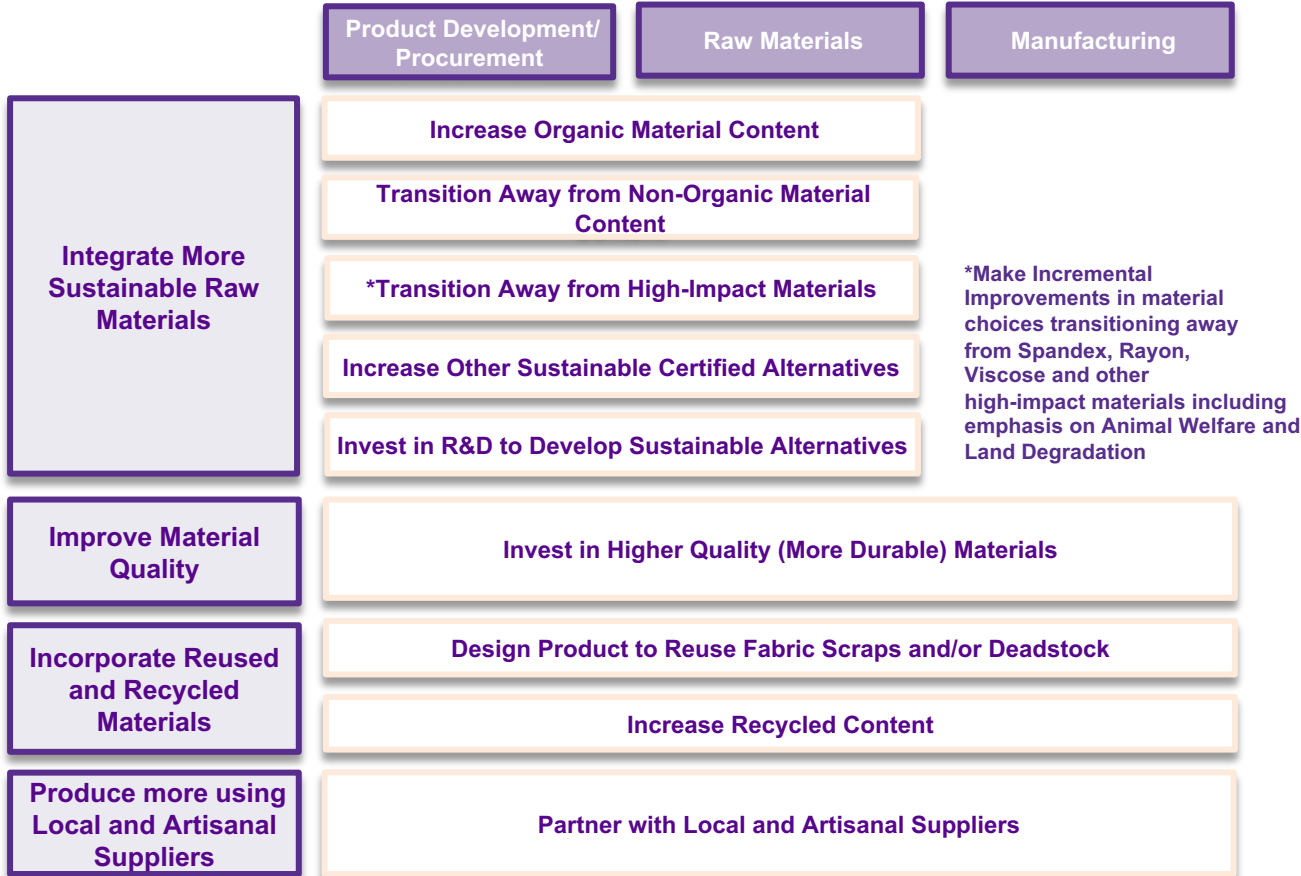 Product Development/
Procurement
Raw Materials
Manufacturing
Integrate More
Sustainable Raw
Materials
Increase Organic Material Content
Transition Away from Non-Organic Material
Content
*Transition Away from High-Impact Materials
Increase Other Sustainable Certified Alternatives
Invest in R&D to Develop Sustainable Alternatives
*Make Incremental
Improvements in material
choices transitioning away
from Spandex, Rayon,
Viscose and other
high-impact materials including
emphasis on Animal Welfare and
Land Degradation
Improve Material
Quality
Invest in Higher Quality (More Durable) Materials
Incorporate Reused
and Recycled
Materials
Design Product to Reuse Fabric Scraps and/or Deadstock
Increase Recycled Content
Produce more using
Local and Artisanal
Suppliers
Partner with Local and Artisanal Suppliers